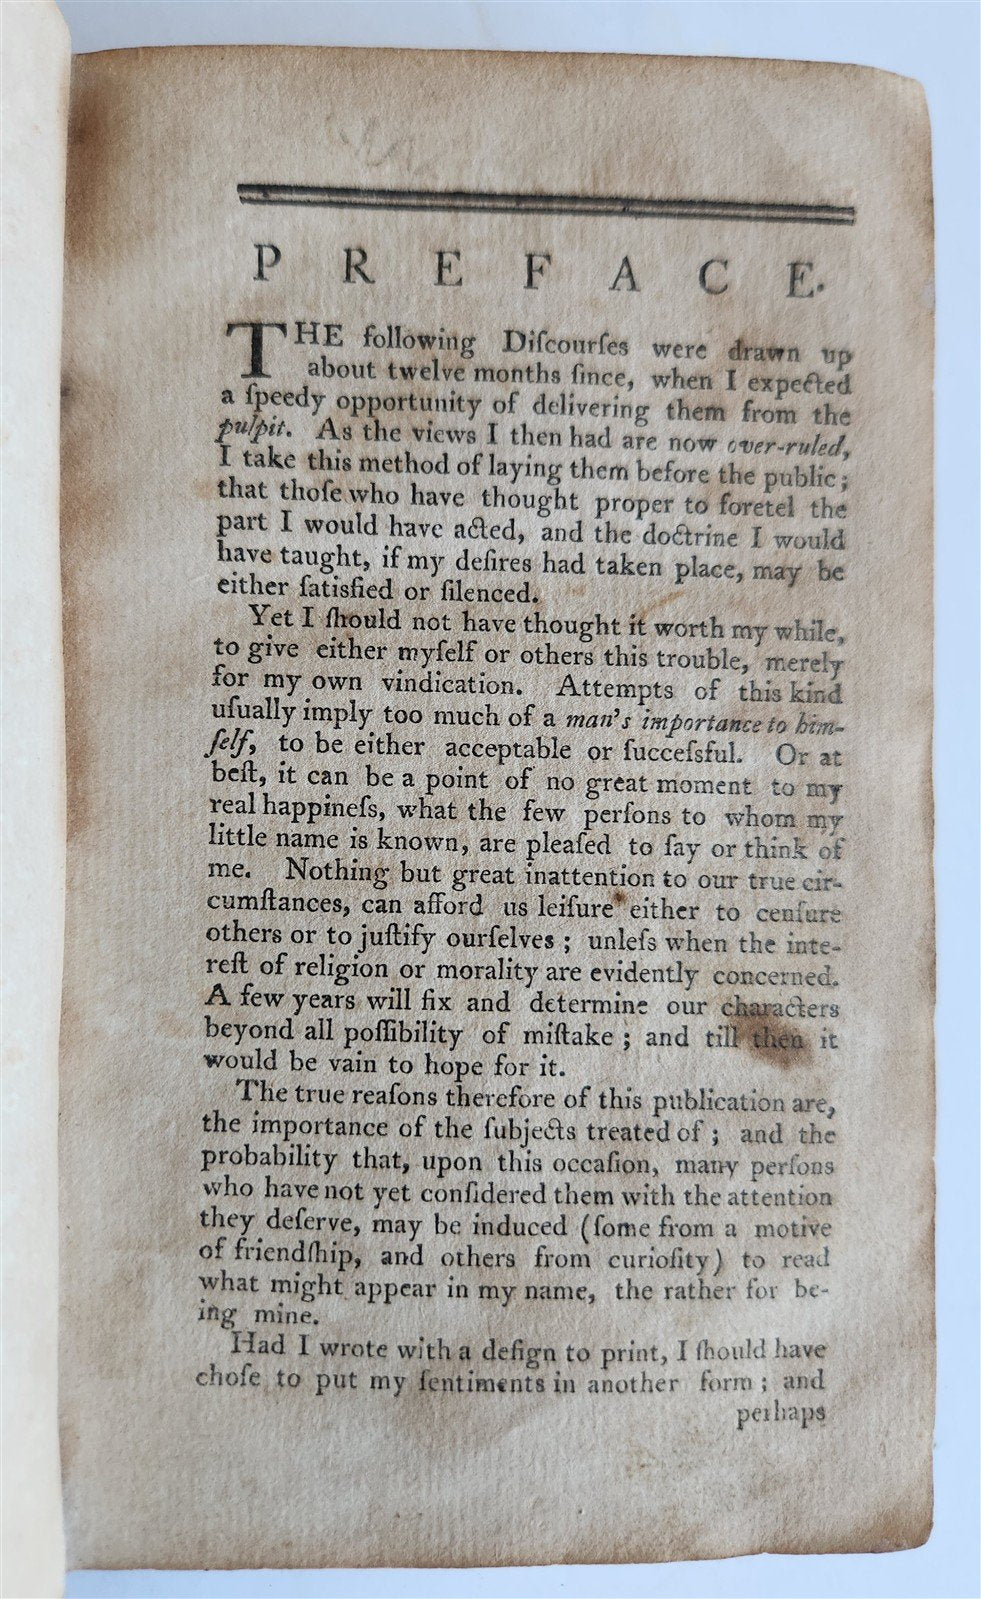 PREFACE.
THE following Diſcourſes were drawn up
about twelve months ſince, when I expected
a ſpeedy opportunity of delivering them from the
pulpit. As the views I then had are now over-ruled,
I take this method of laying them before the public;
that thoſe who have thought proper to foretel the
part I would have acted, and the doctrine I would
have taught, if my deſires had taken place, may be
either ſatisfied or ſilenced.
Yet I ſhould not have thought it worth my while,
to give either myſelf or others this trouble, merely
for my own vindication. Attempts of this kind
uſually imply too much of a man's importance to him-
ſelf, to be either acceptable or ſucceſsful. Or at
beſt, it can be a point of no great moment to my
real happineſs, what the few perſons to whom my
little name is known, are pleaſed to ſay or think of
me. Nothing but great inattention to our true cir-
cumſtances, can afford us leiſure either to cenſure
others or to juſtify ourſelves; unleſs when the inte-
reſt of religion or morality are evidently concerned.
A few years will fix and determine our characters
beyond all poſſibility of miſtake; and till then it
would be vain to hope for it.
The true reaſons therefore of this publication are,
the importance of the ſubjects treated of; and the
probability that, upon this occaſion, many perſons
who have not yet conſidered them with the attention
they deſerve, may be induced (ſome from a motive
of friendſhip, and others from curioſity) to read
what might appear in my name, the rather for be-
ing mine.
Had I wrote with a deſign to print, I ſhould have
choſe to put my ſentiments in another form; and
perhaps